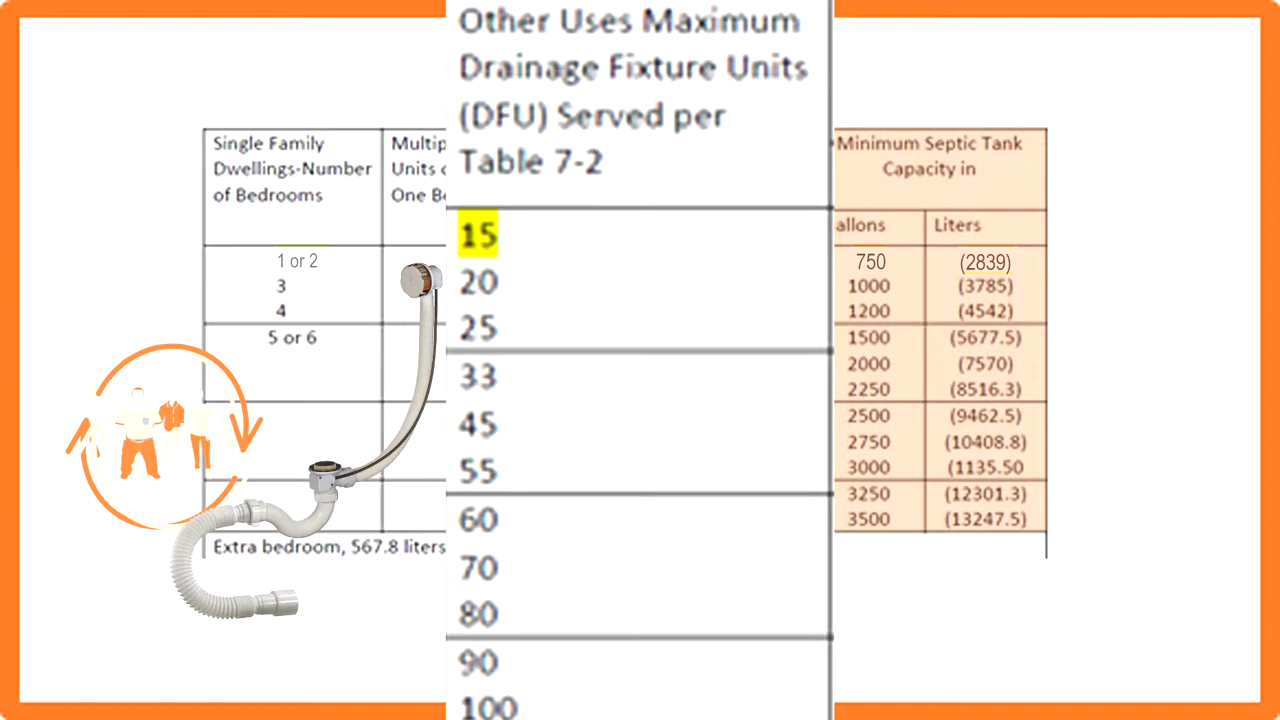 Other Uses Maximum
Drainage Fixture Units
(DFU) Served per
Table 7-2
15
20
25
33
45
55
60
70
80
90
100
Single Family
Dwellings-Number
of Bedrooms
1 or 2
3
4
5 or 6
Extra bedroom, 567.8 liters
Units
One
Minimum Septic Tank
Capacity in
allons Liters
750 (2839)
1000 (3785)
1200 (4542)
1500 (5677.5)
2000 (7570)
2250 (8516.3)
2500 (9462.5)
2750 (10408.8)
3000 (1135.50
3250 (12301.3)
3500 (13247.5)